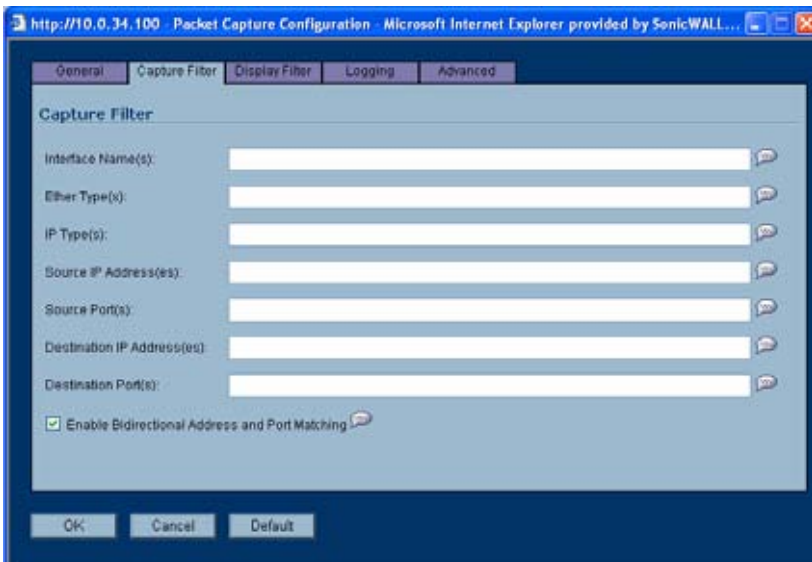 http://10.0.34.100 - Packet Capture Configuration - Microsoft Internet Explorer provided by SonicWALL...
General Capture Filter Display Filter Logging Advanced
Capture Filter
Interface Name(s):
Ether Type(s):
IP Type(s):
Source IP Address(es):
Source Port(s):
Destination IP Address(es):
Destination Port(s):
Enable Bidirectional Address and Port Matching
OK Cancel Default